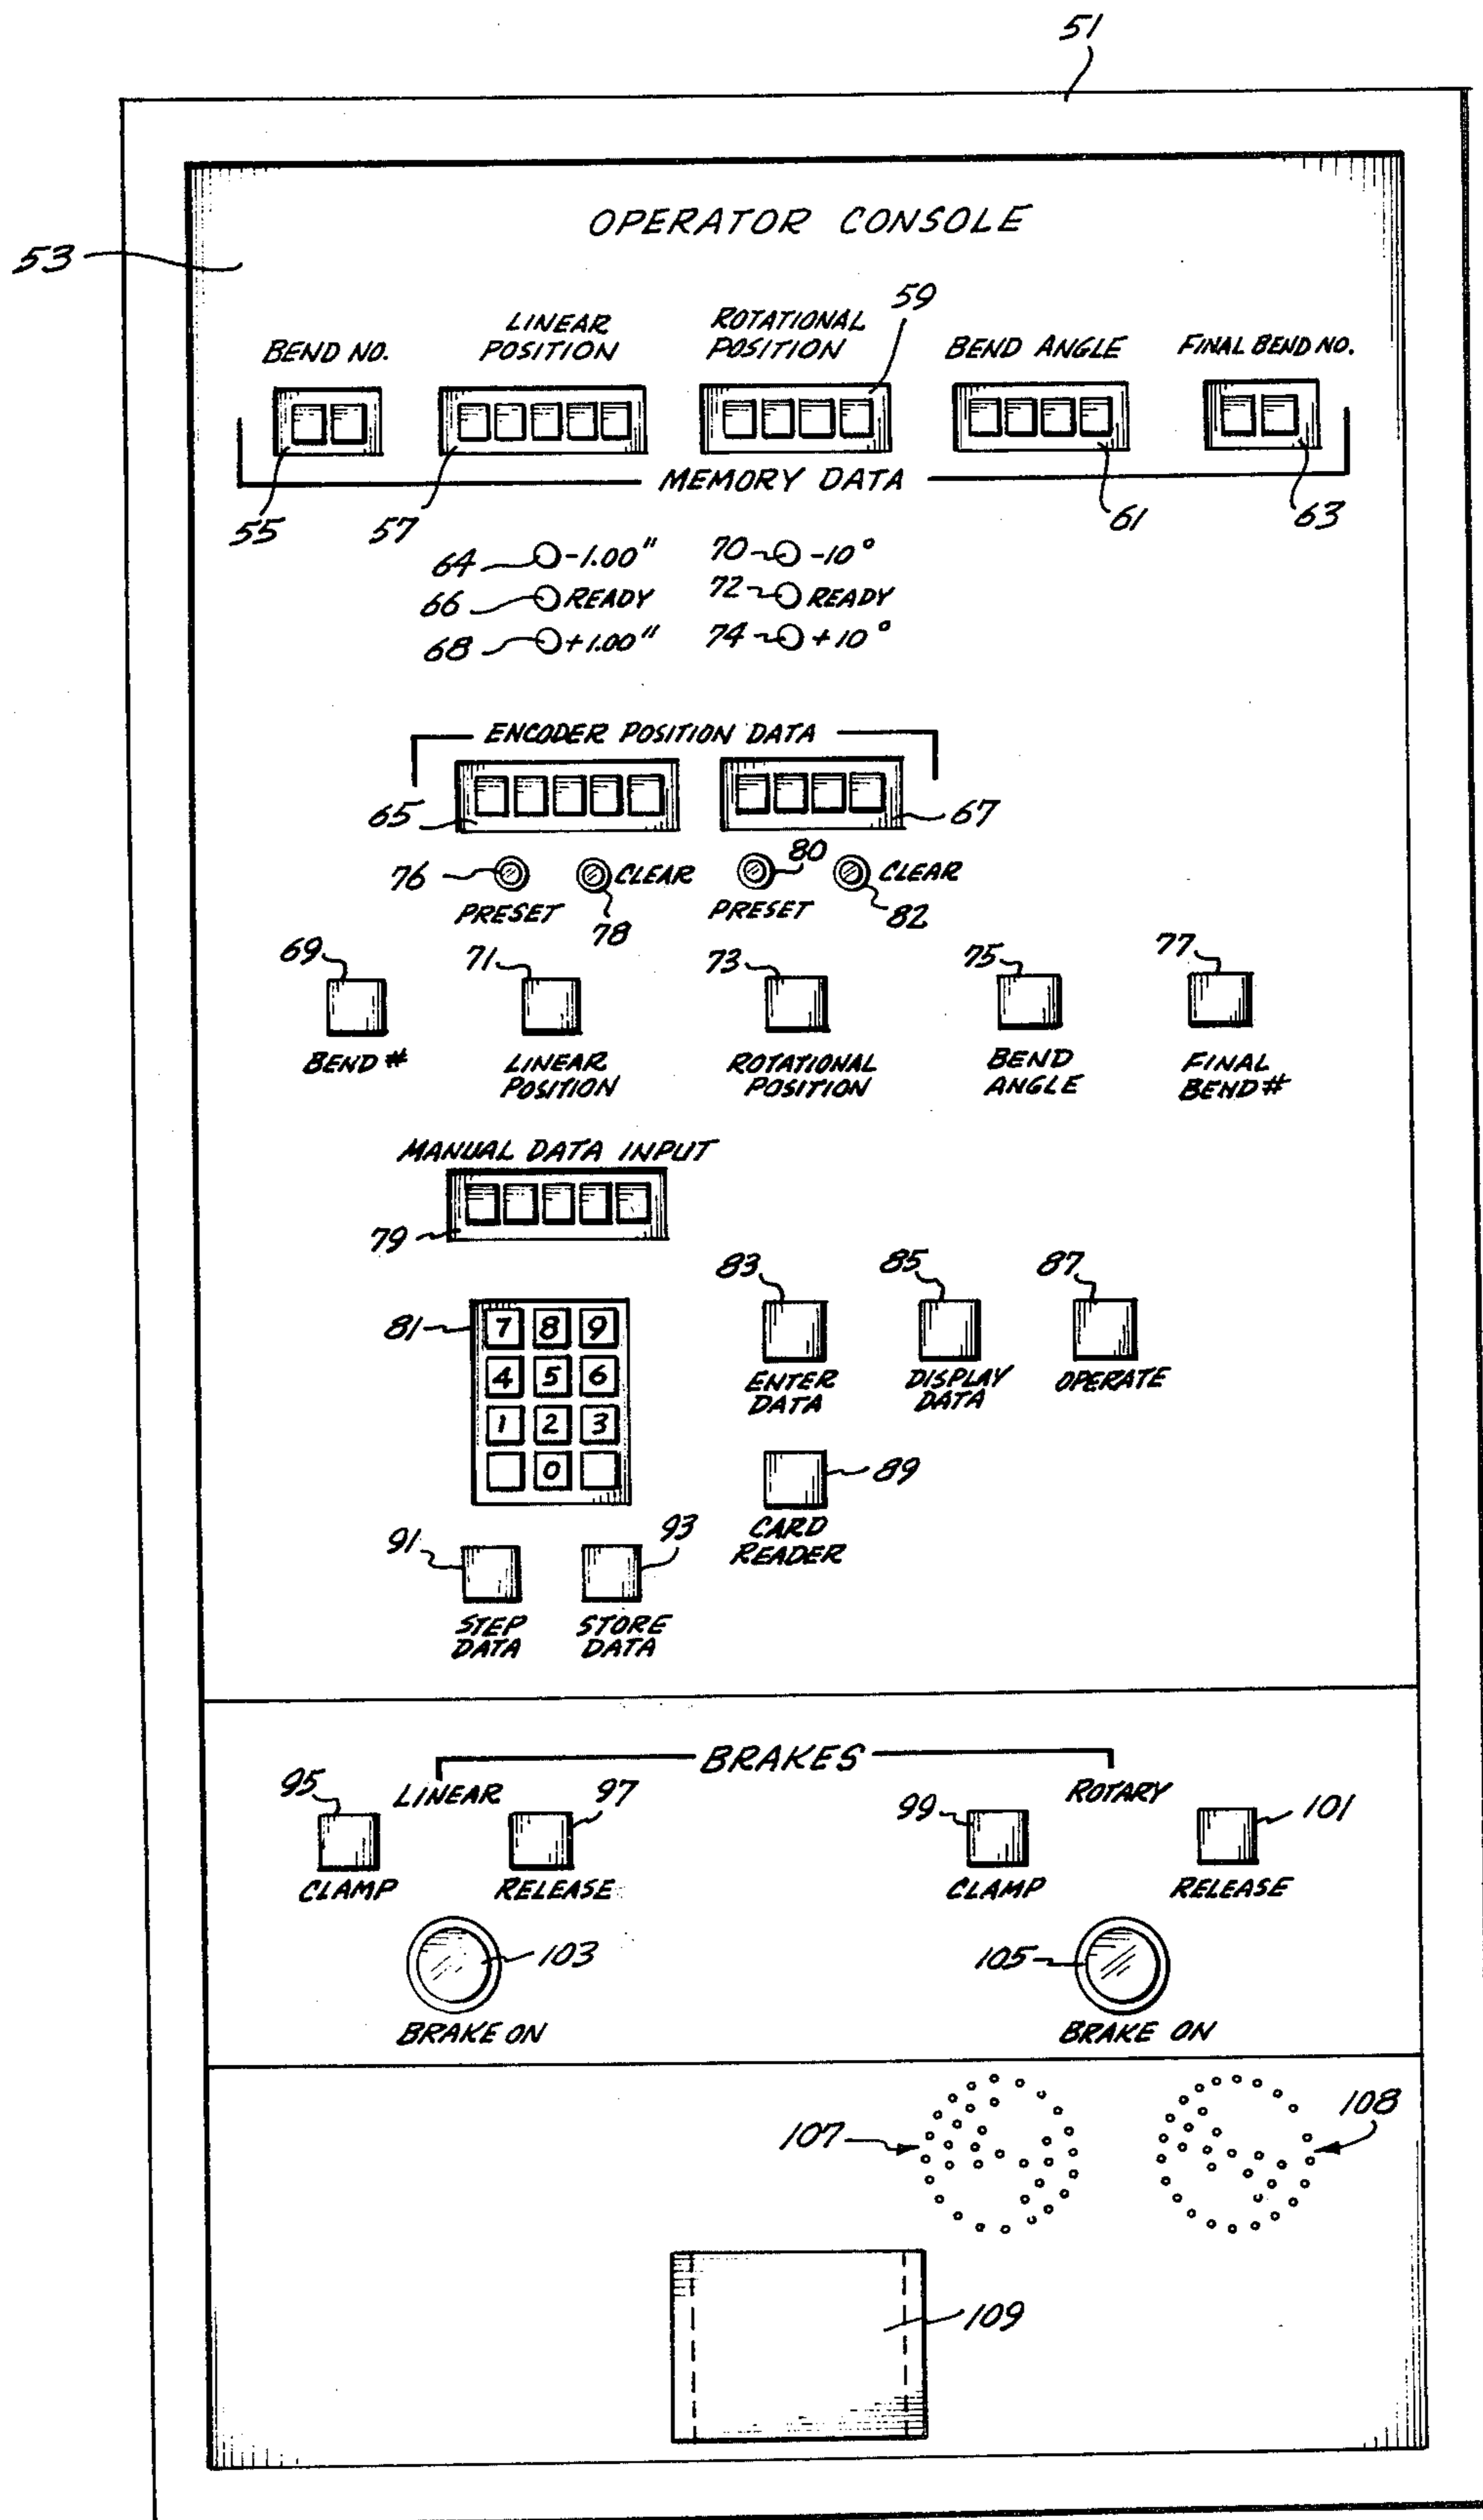 51
OPERATOR CONSOLE
53
59
BEND NO.
LINEAR
POSITION
ROTATIONAL
POSITION
BEND ANGLE
FINAL BEND NO.
MEMORY DATA
55
57
61
63
64 -1.00" 70 -10°
66 READY 72 READY
68 +1.00" 74 +10°
ENCODER POSITION DATA
65
67
76
78
CLEAR
80
CLEAR
82
PRESET
PRESET
69
71
73
75
77
BEND #
LINEAR
POSITION
ROTATIONAL
POSITION
BEND
ANGLE
FINAL
BEND #
MANUAL DATA INPUT
79
81
7 8 9
4 5 6
1 2 3
0
83
85
87
ENTER
DATA
DISPLAY
DATA
OPERATE
89
CARD
READER
91
93
STEP
DATA
STORE
DATA
BRAKES
LINEAR
ROTARY
95
97
99
101
CLAMP
RELEASE
CLAMP
RELEASE
103
105
BRAKE ON
BRAKE ON
107
108
109